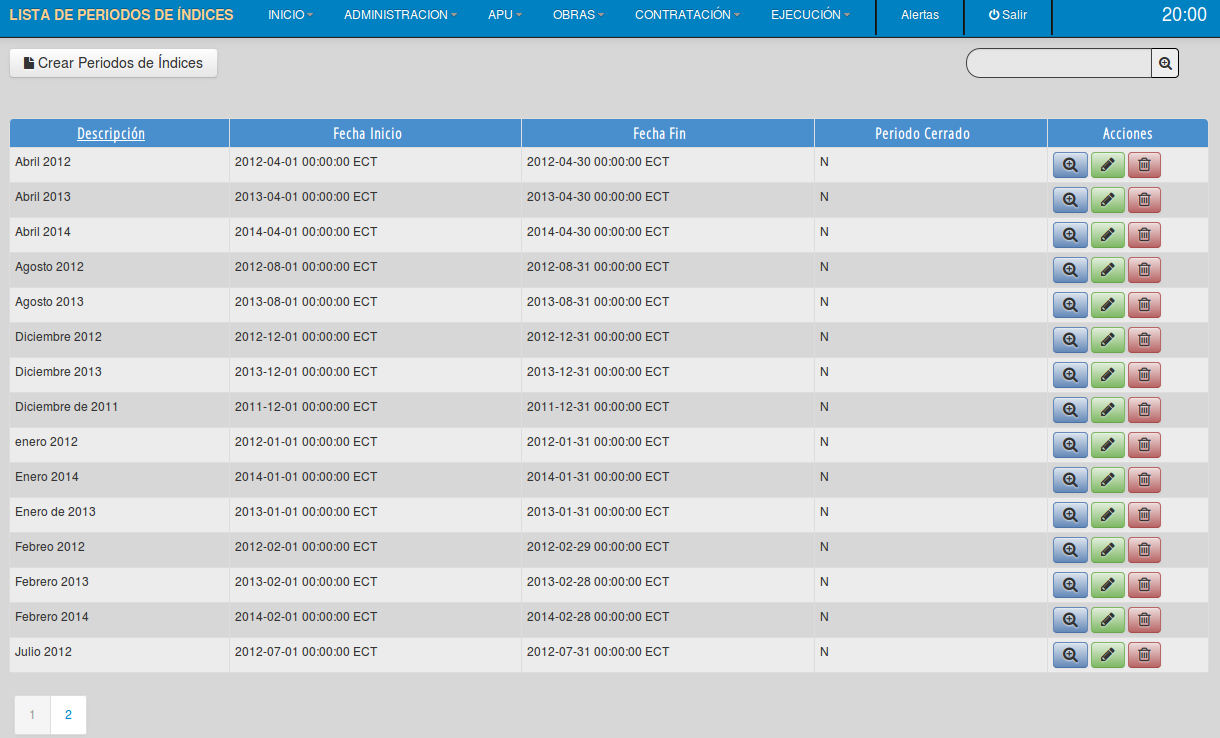 LISTA DE PERIODOS DE ÍNDICES INICIO ADMINISTRACION APU OBRAS CONTRATACIÓN EJECUCIÓN Alertas Salir 20:00
Crear Periodos de Índices
Descripción Fecha Inicio Fecha Fin Periodo Cerrado Acciones
Abril 2012 2012-04-01 00:00:00 ECT 2012-04-30 00:00:00 ECT N
Abril 2013 2013-04-01 00:00:00 ECT 2013-04-30 00:00:00 ECT N
Abril 2014 2014-04-01 00:00:00 ECT 2014-04-30 00:00:00 ECT N
Agosto 2012 2012-08-01 00:00:00 ECT 2012-08-31 00:00:00 ECT N
Agosto 2013 2013-08-01 00:00:00 ECT 2013-08-31 00:00:00 ECT N
Diciembre 2012 2012-12-01 00:00:00 ECT 2012-12-31 00:00:00 ECT N
Diciembre 2013 2013-12-01 00:00:00 ECT 2013-12-31 00:00:00 ECT N
Diciembre de 2011 2011-12-01 00:00:00 ECT 2011-12-31 00:00:00 ECT N
enero 2012 2012-01-01 00:00:00 ECT 2012-01-31 00:00:00 ECT N
Enero 2014 2014-01-01 00:00:00 ECT 2014-01-31 00:00:00 ECT N
Enero de 2013 2013-01-01 00:00:00 ECT 2013-01-31 00:00:00 ECT N
Febreo 2012 2012-02-01 00:00:00 ECT 2012-02-29 00:00:00 ECT N
Febrero 2013 2013-02-01 00:00:00 ECT 2013-02-28 00:00:00 ECT N
Febrero 2014 2014-02-01 00:00:00 ECT 2014-02-28 00:00:00 ECT N
Julio 2012 2012-07-01 00:00:00 ECT 2012-07-31 00:00:00 ECT N
1 2